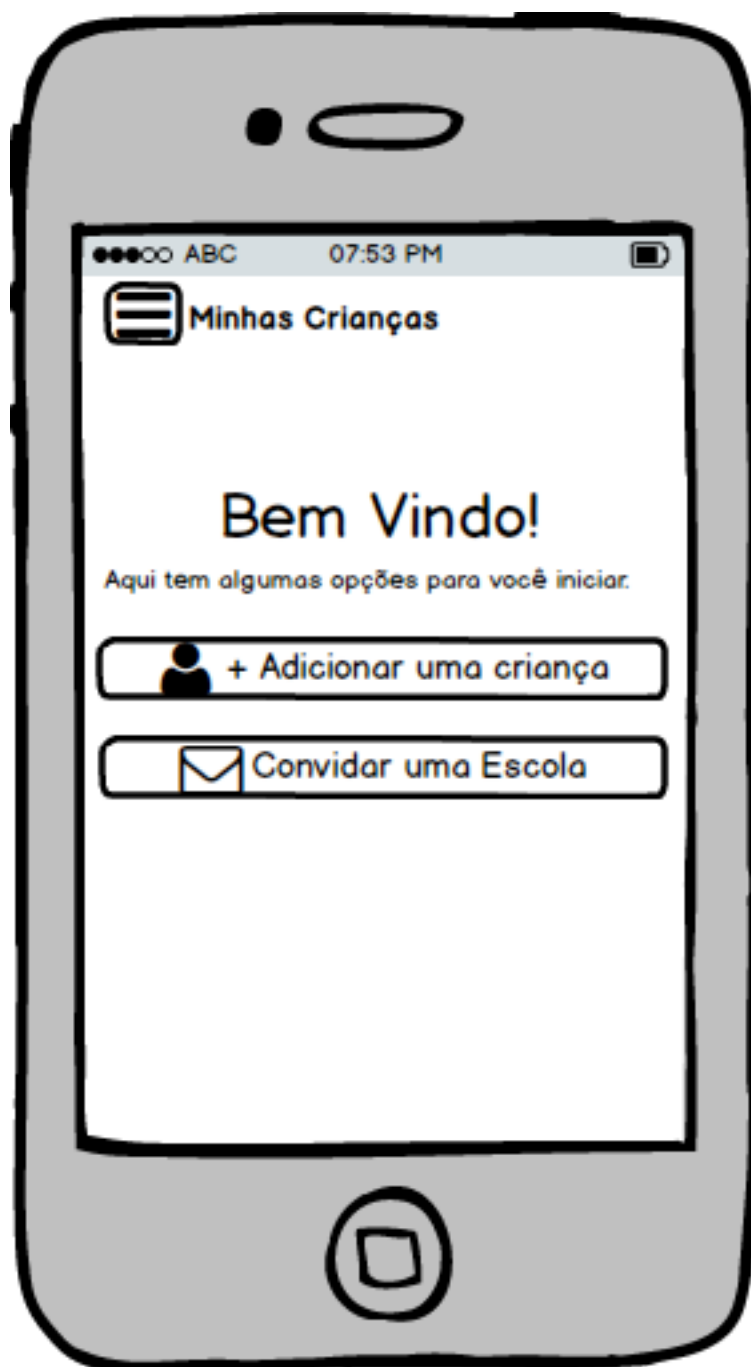 ABC 07:53 PM
Minhas Crianças
Bem Vindo!
Aqui tem algumas opções para você iniciar.
+ Adicionar uma criança
Convidar uma Escola